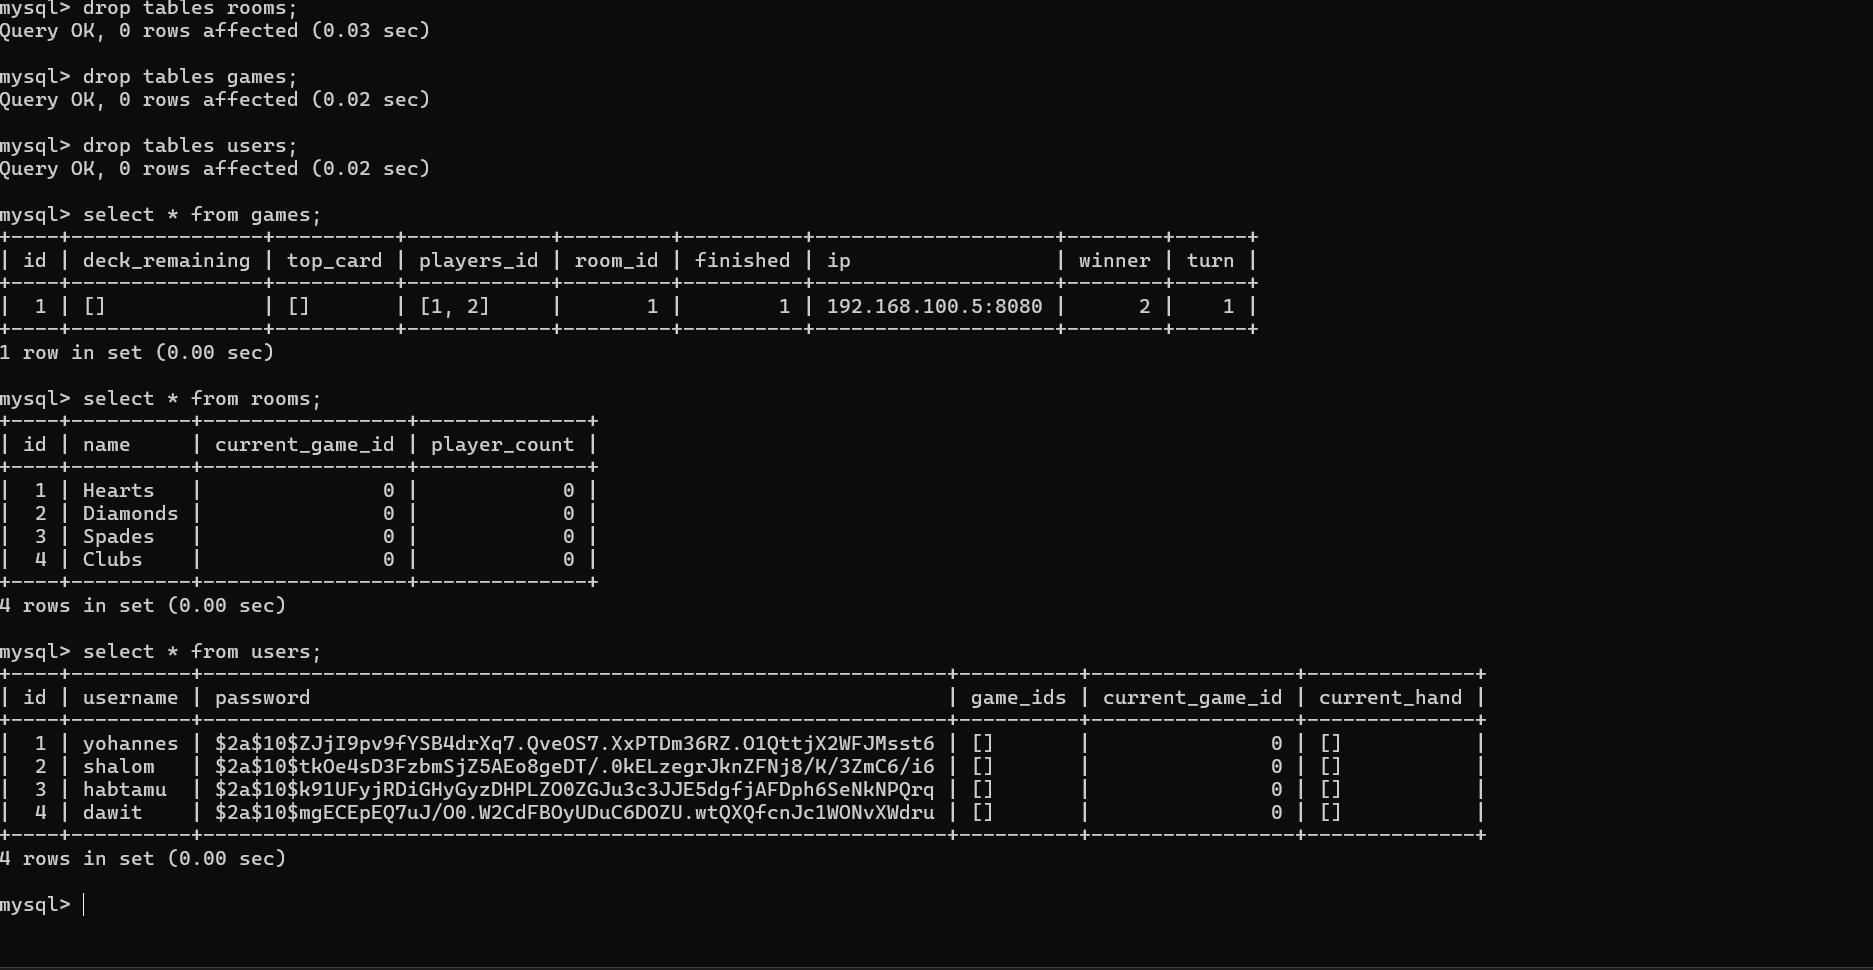 mysql> drop tables rooms;
Query OK, 0 rows affected (0.03 sec)
mysql> drop tables games;
Query OK, 0 rows affected (0.02 sec)
mysql> drop tables users;
Query OK, 0 rows affected (0.02 sec)
mysql> select * from games;
+----+----------------+----------+------------+---------+----------+--------------------+--------+------+
| id | deck_remaining | top_card | players_id | room_id | finished | ip                 | winner | turn |
+----+----------------+----------+------------+---------+----------+--------------------+--------+------+
|  1 | []             | []       | [1, 2]     |       1 |        1 | 192.168.100.5:8080 |      2 |    1 |
+----+----------------+----------+------------+---------+----------+--------------------+--------+------+
1 row in set (0.00 sec)
mysql> select * from rooms;
+----+----------+-----------------+--------------+
| id | name     | current_game_id | player_count |
+----+----------+-----------------+--------------+
|  1 | Hearts   |               0 |            0 |
|  2 | Diamonds |               0 |            0 |
|  3 | Spades   |               0 |            0 |
|  4 | Clubs    |               0 |            0 |
+----+----------+-----------------+--------------+
4 rows in set (0.00 sec)
mysql> select * from users;
+----+----------+--------------------------------------------------------------+----------+-----------------+--------------+
| id | username | password                                                     | game_ids | current_game_id | current_hand |
+----+----------+--------------------------------------------------------------+----------+-----------------+--------------+
|  1 | yohannes | $2a$10$ZJjI9pv9fYSB4drXq7.QveOS7.XxPTDm36RZ.O1QttjX2WFJMsst6 | []       |               0 | []           |
|  2 | shalom   | $2a$10$tkOe4sD3FzbmSjZ5AEo8geDT/.0kELzegrJknZFNj8/K/3ZmC6/i6 | []       |               0 | []           |
|  3 | habtamu  | $2a$10$k91UFyjRDiGHyGyzDHPLZO0ZGJu3c3JJE5dgfjAFDph6SeNkNPQrq | []       |               0 | []           |
|  4 | dawit    | $2a$10$mgECEpEQ7uJ/O0.W2CdFBOyUDuC6DOZU.wtQXQfcnJc1WONvXWdru | []       |               0 | []           |
+----+----------+--------------------------------------------------------------+----------+-----------------+--------------+
4 rows in set (0.00 sec)
mysql>